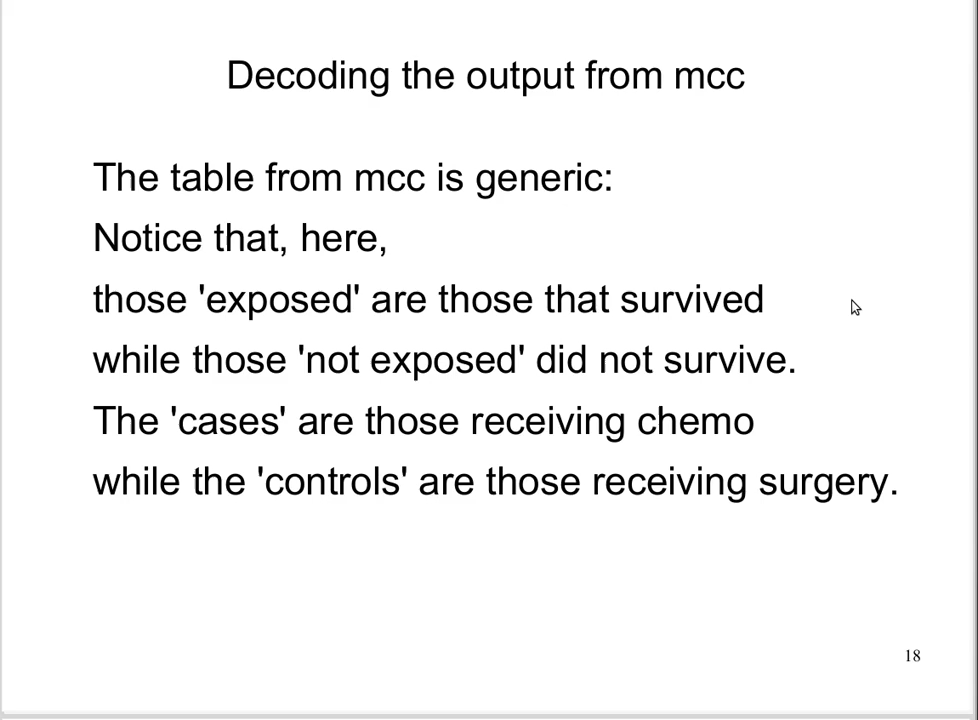 Decoding the output from mcc
The table from mcc is generic:
Notice that, here,
those 'exposed' are those that survived
while those 'not exposed' did not survive.
The 'cases' are those receiving chemo
while the 'controls' are those receiving surgery.
18